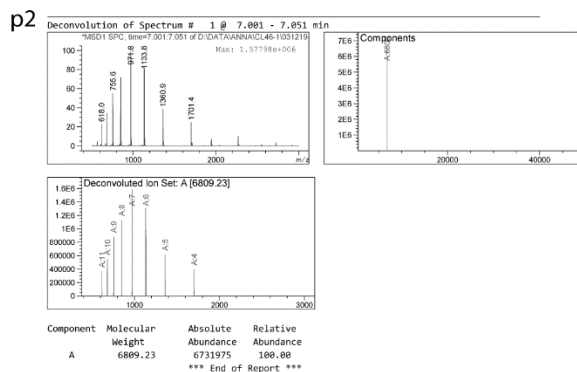 p2
Deconvolution of Spectrum # 1 @ 7.001 - 7.051 min
*MSD1 SPC, time=7.001:7.051 of D:\DATA\ANNA\CL46-1\031219
Max: 1.57798e+006
100
80
60
40
20
0
618.0
755.6
971.8
1133.8
1360.9
1701.4
1000
2000
m/z
Components
7E6
6E6
5E6
4E6
3E6
2E6
1E6
20000
40000
Deconvoluted Ion Set: A [6809.23]
1.6E6
1.4E6
1.2E6
1E6
800000
600000
400000
200000
0
A:11
A:10
A:9
A:8
A:7
A:6
A:5
A:4
1000
2000
3000
Component Molecular Absolute Relative
Weight Abundance Abundance
A 6809.23 6731975 100.00
*** End of Report ***